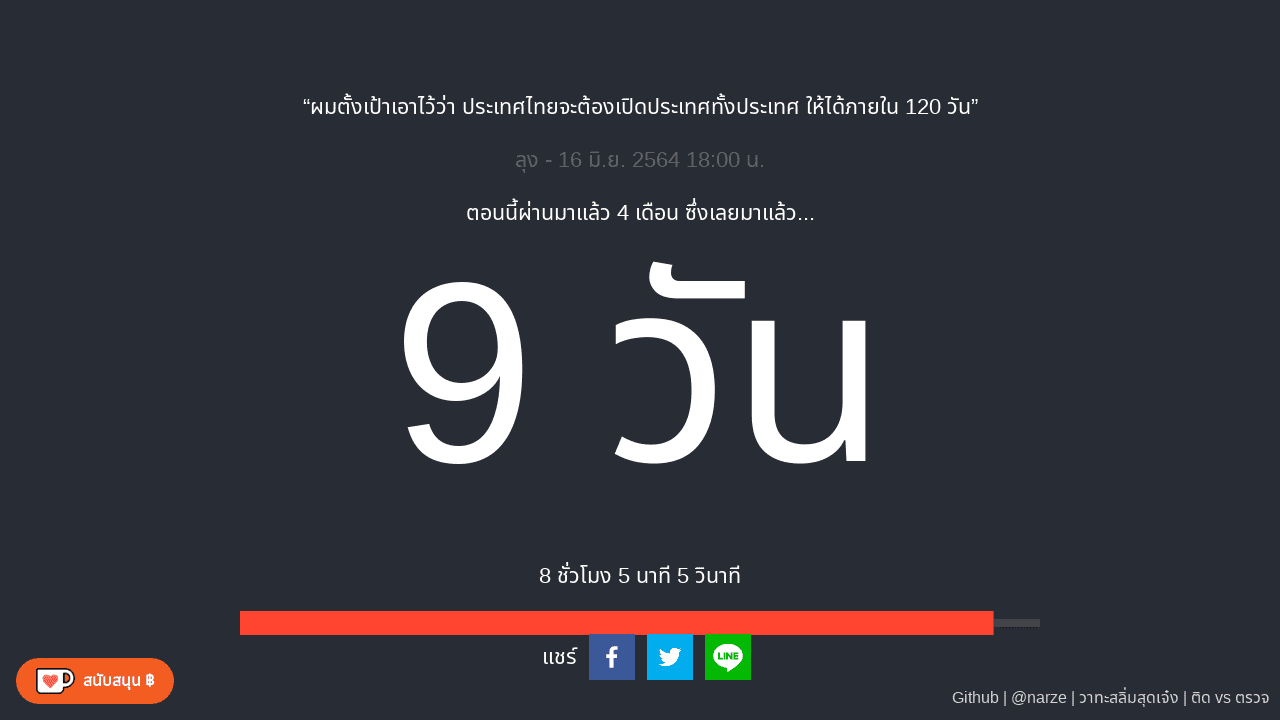 “ผมตั้งเป้าเอาไว้ว่า ประเทศไทยจะต้องเปิดประเทศทั้งประเทศ ให้ได้ภายใน 120 วัน”
ลุง - 16 มิ.ย. 2564 18:00 น.
ตอนนี้ผ่านมาแล้ว 4 เดือน ซึ่งเลยมาแล้ว...
9 วัน
8 ชั่วโมง 5 นาที 5 วินาที
แชร์
LINE
สนับสนุน ฿
Github | @narze | วาทะสลิ่มสุดเจ๋ง | ติด vs ตรวจ